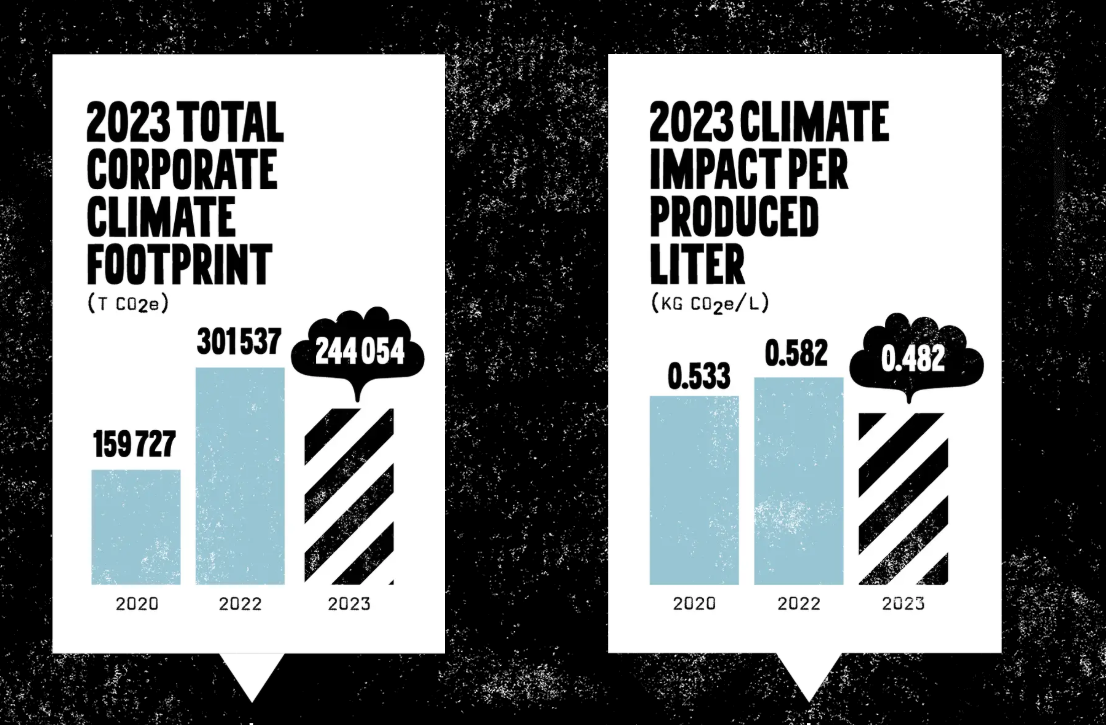 2023 TOTAL
CORPORATE
CLIMATE
FOOTPRINT
(T CO2e)
159 727
301 537
244 054
2020
2022
2023
2023 CLIMATE
IMPACT PER
PRODUCED
LITER
(KG CO2e/L)
0.533
0.582
0.482
2020
2022
2023